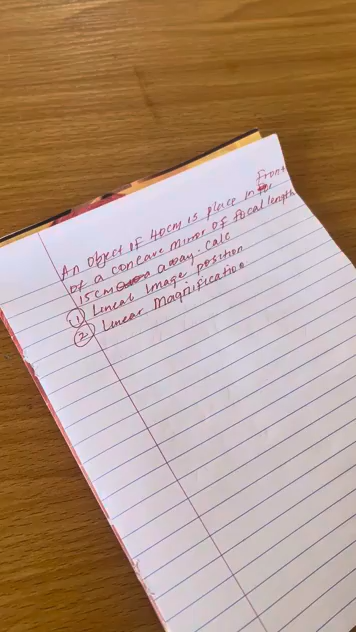 An object of 40cm is place in front
of a concave mirror of focal length
15cm away. Calc
① Lineat Image position
② Linear Magnification